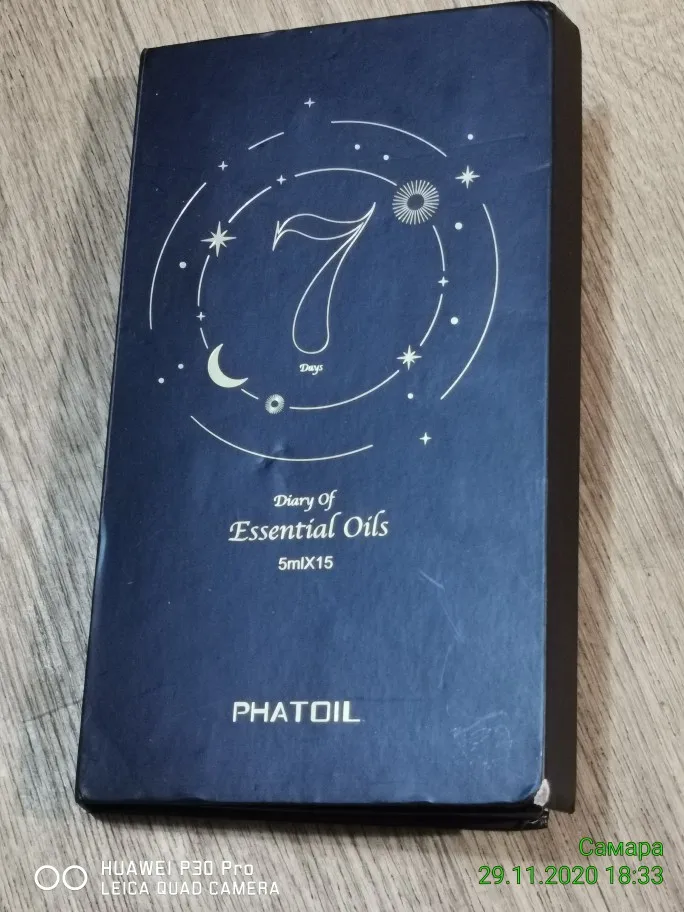 7
Days
Diary Of
Essential Oils
5mlX15
PHATOIL
HUAWEI P30 Pro
LEICA QUAD CAMERA
Самара
29.11.2020 18:33